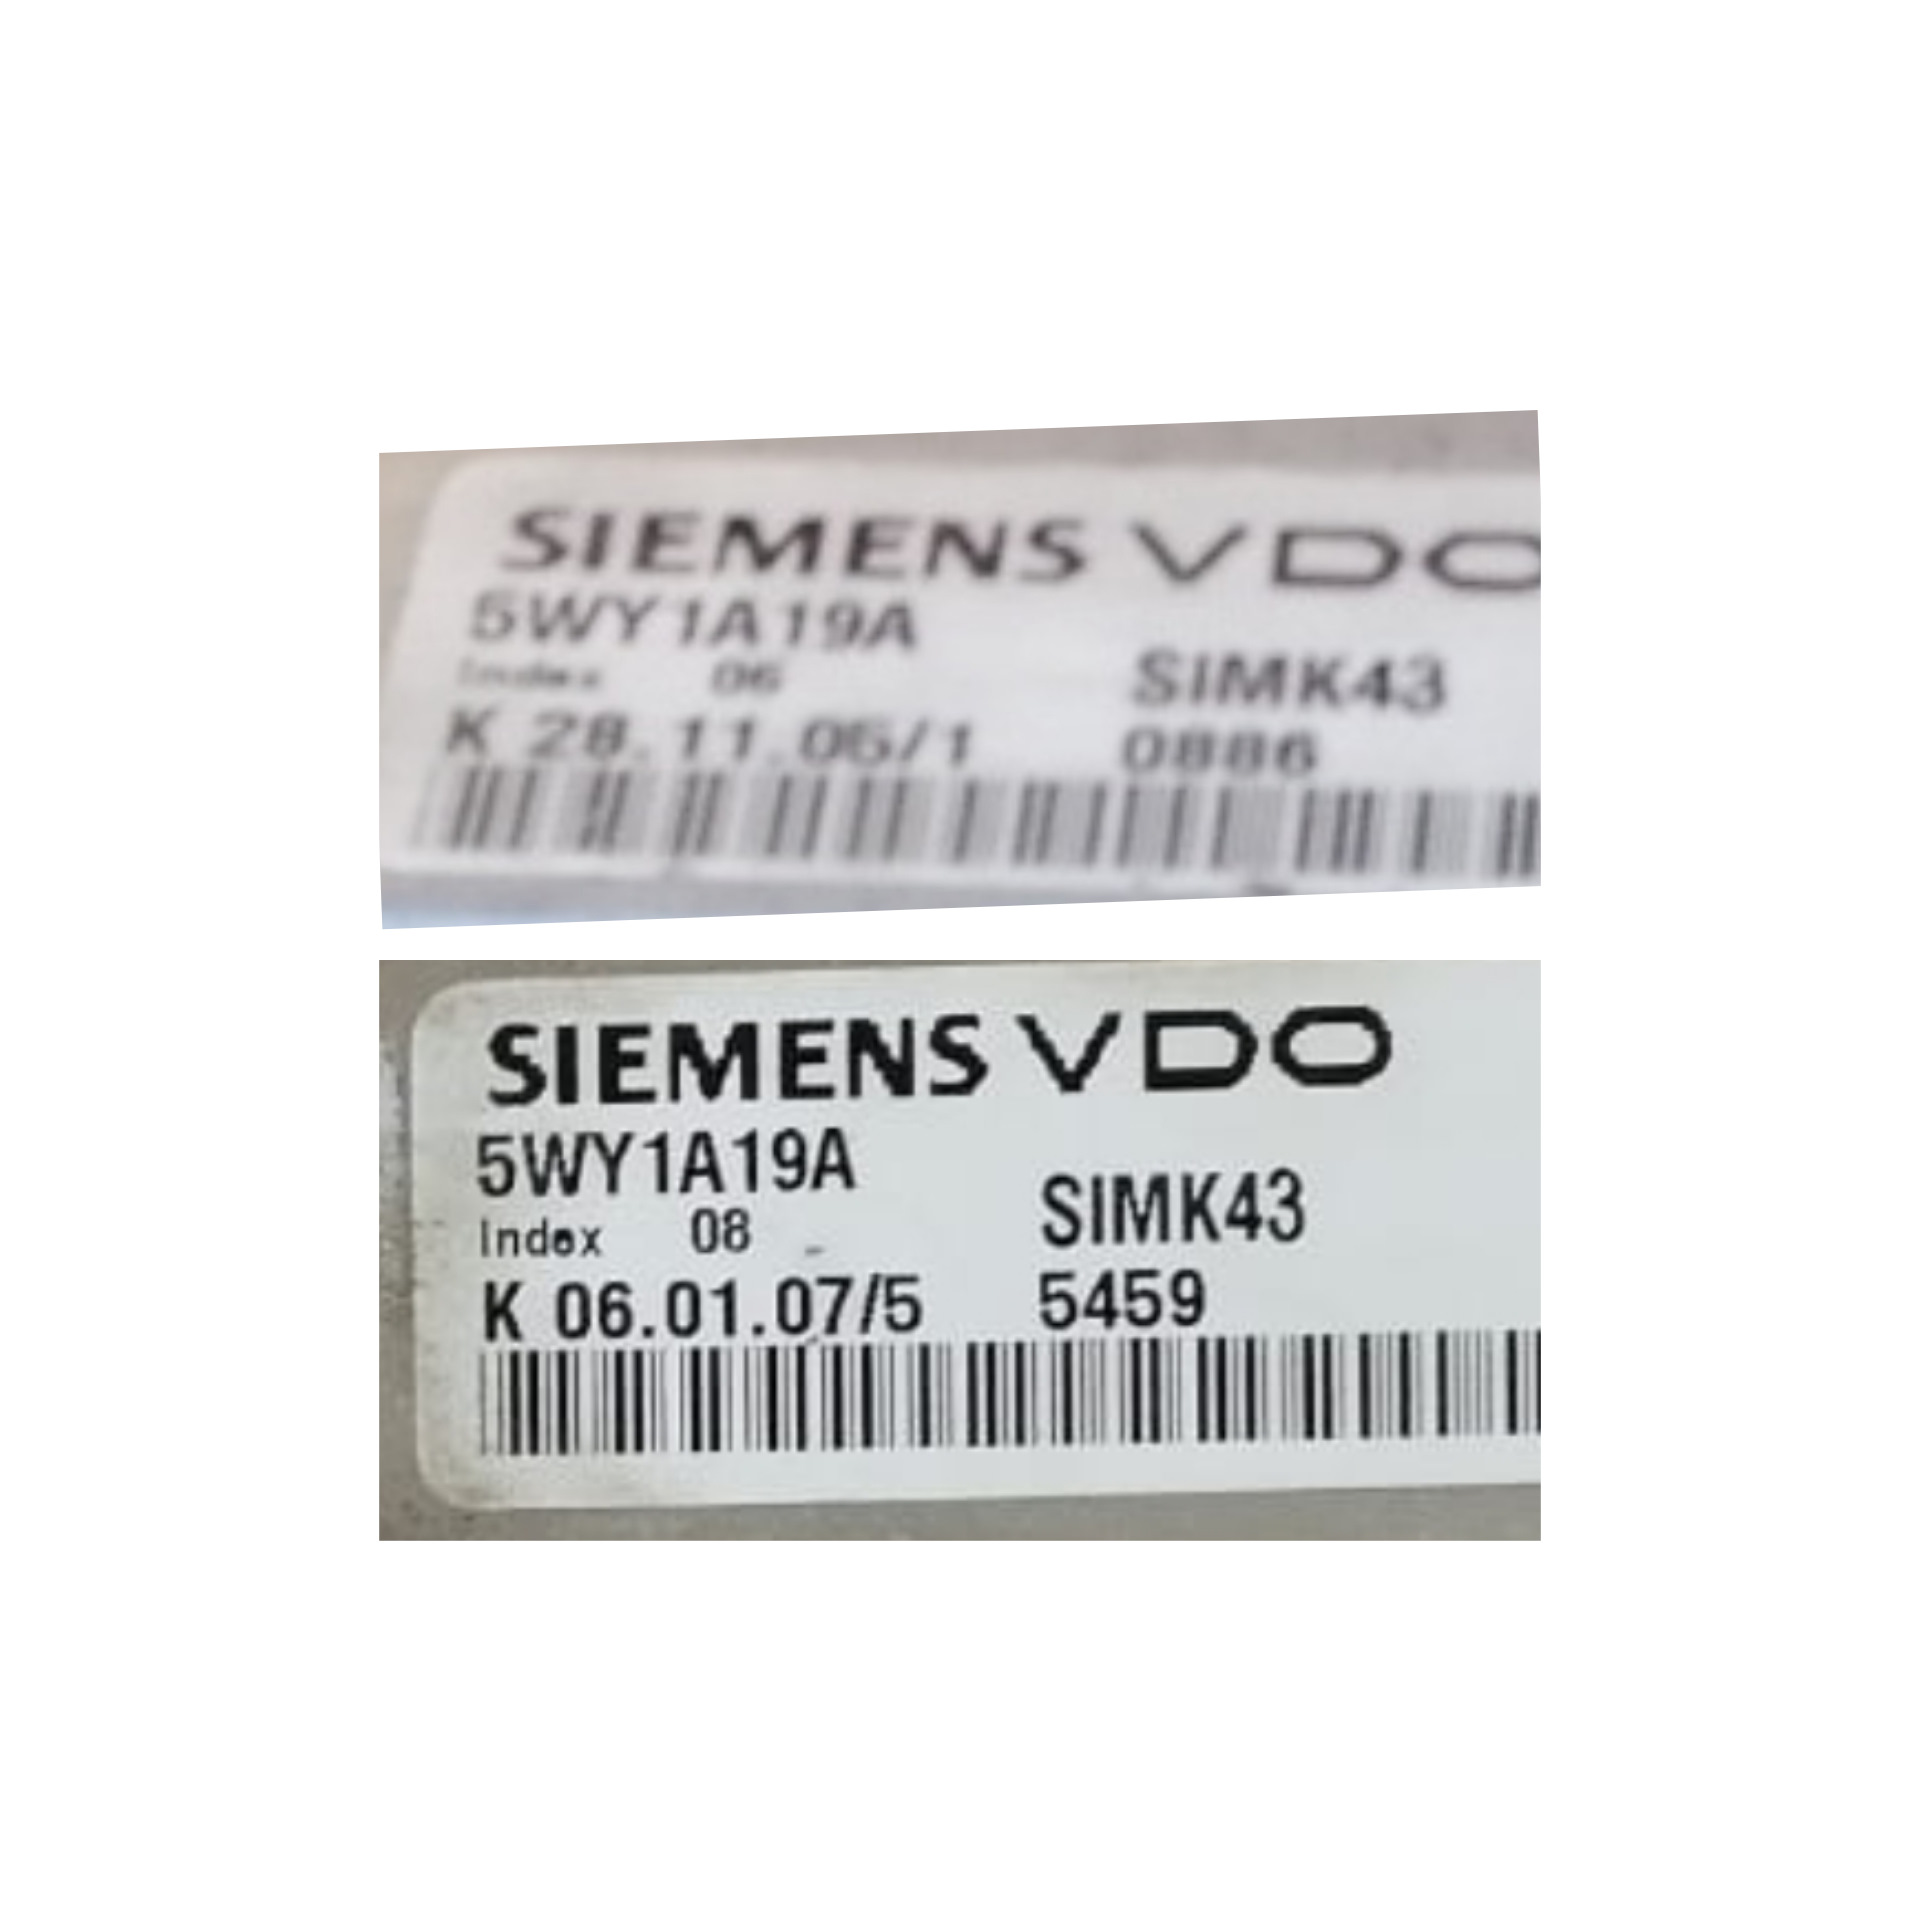 SIEMENS VDO
5WY1A19A
Index 06
SIMK43
K 28.11.05/1 0886
SIEMENS VDO
5WY1A19A
Index 08
SIMK43
K 06.01.07/5 5459